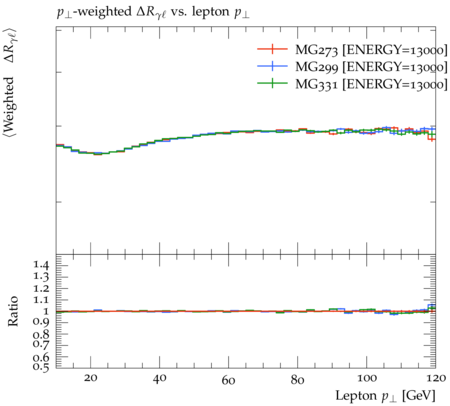 p⊥-weighted ΔRγℓ vs. lepton p⊥
⟨Weighted ΔRγℓ⟩
MG273 [ENERGY=13000]
MG299 [ENERGY=13000]
MG331 [ENERGY=13000]
1.4
1.3
1.2
1.1
1
0.9
0.8
0.7
0.6
0.5
Ratio
20 40 60 80 100 120
Lepton p⊥ [GeV]